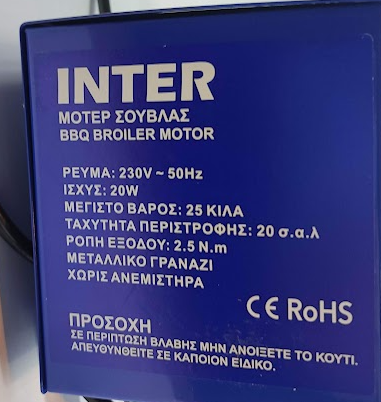 INTER
ΜΟΤΕΡ ΣΟΥΒΛΑΣ
BBQ BROILER MOTOR
ΡΕΥΜΑ: 230V ~ 50Hz
ΙΣΧΥΣ: 20W
ΜΕΓΙΣΤΟ ΒΑΡΟΣ: 25 ΚΙΛΑ
ΤΑΧΥΤΗΤΑ ΠΕΡΙΣΤΡΟΦΗΣ: 20 σ.α.λ
ΡΟΠΗ ΕΞΟΔΟΥ: 2.5 N.m
ΜΕΤΑΛΛΙΚΟ ΓΡΑΝΑΖΙ
ΧΩΡΙΣ ΑΝΕΜΙΣΤΗΡΑ
CE RoHS
ΠΡΟΣΟΧΗ
ΣΕ ΠΕΡΙΠΤΩΣΗ ΒΛΑΒΗΣ ΜΗΝ ΑΝΟΙΞΕΤΕ ΤΟ ΚΟΥΤΙ.
ΑΠΕΥΘΥΝΘΕΙΤΕ ΣΕ ΚΑΠΟΙΟΝ ΕΙΔΙΚΟ.